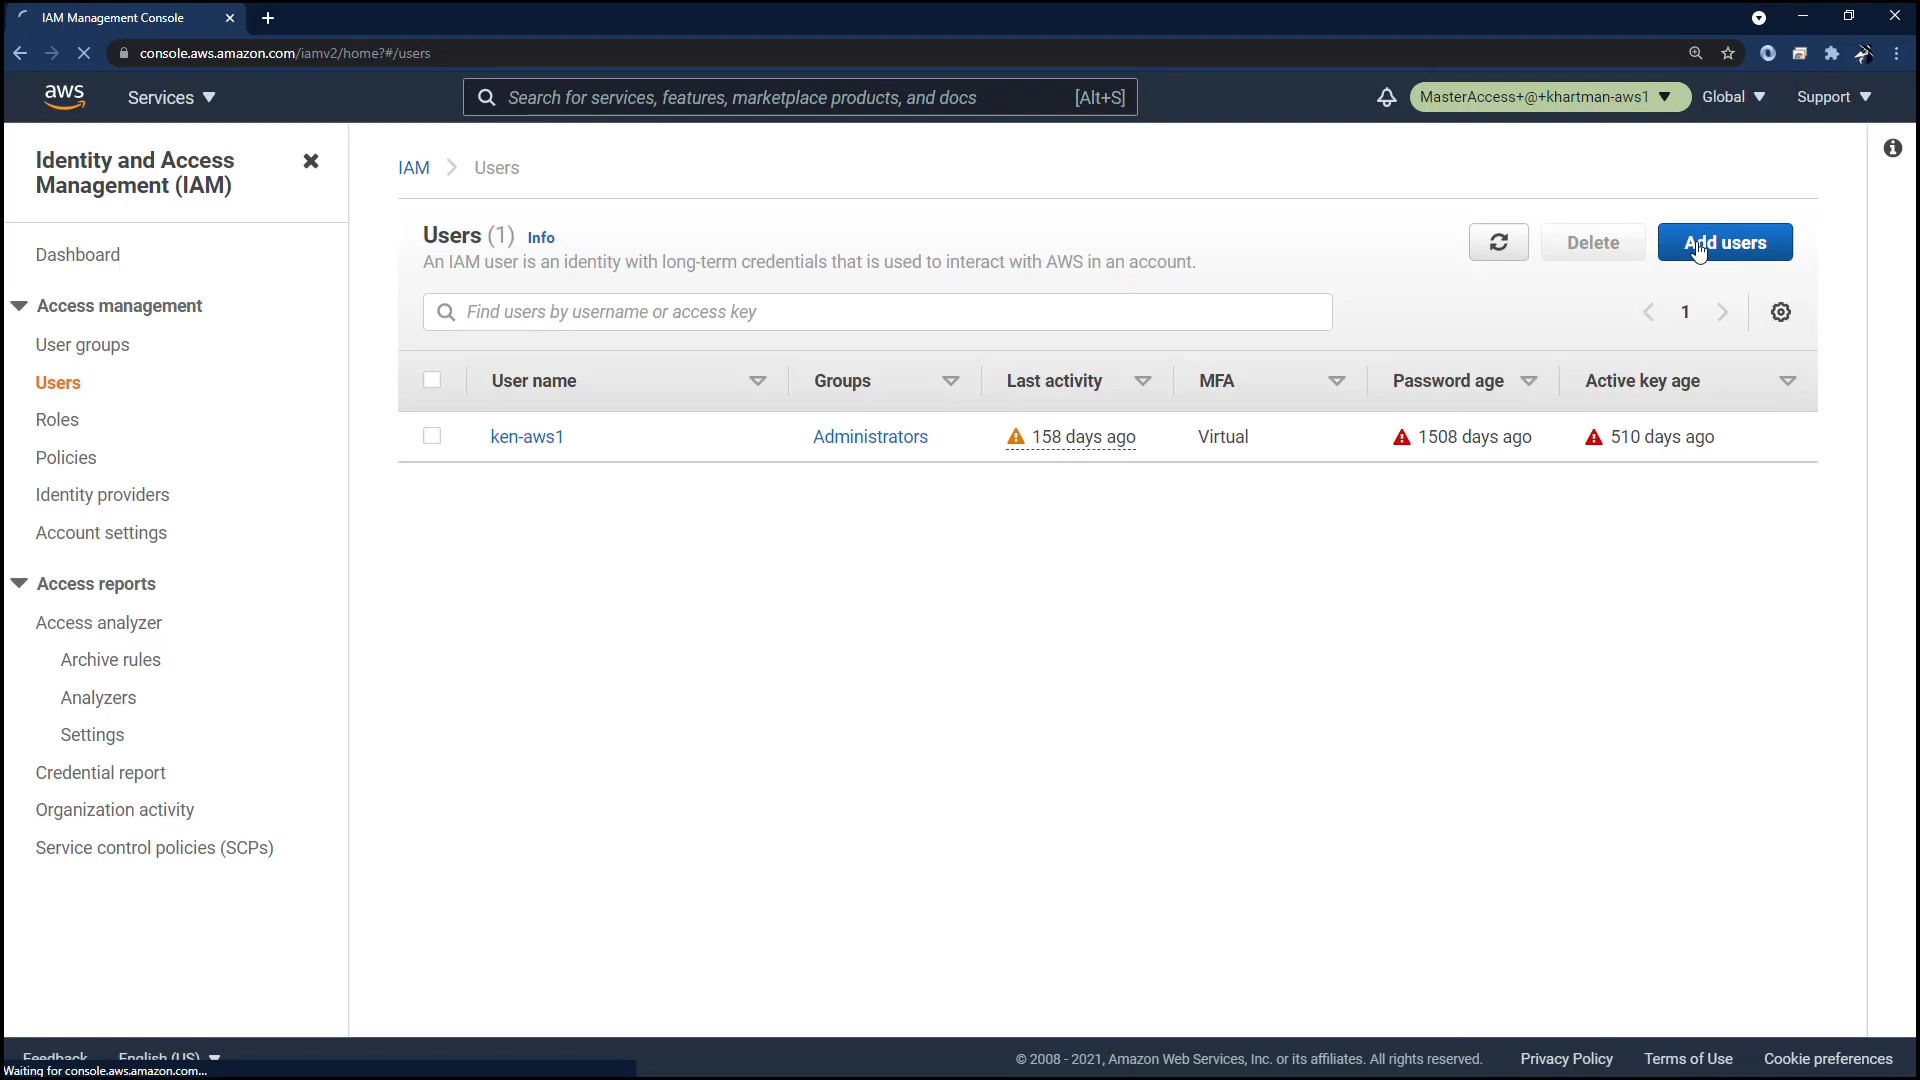 IAM Management Console
console.aws.amazon.com/iamv2/home?#/users
aws
Services
Search for services, features, marketplace products, and docs [Alt+S]
MasterAccess+@+khartman-aws1
Global
Support
Identity and Access
Management (IAM)
Dashboard
Access management
User groups
Users
Roles
Policies
Identity providers
Account settings
Access reports
Access analyzer
Archive rules
Analyzers
Settings
Credential report
Organization activity
Service control policies (SCPs)
IAM > Users
Users (1) Info
An IAM user is an identity with long-term credentials that is used to interact with AWS in an account.
Delete
Add users
Find users by username or access key
1
User name Groups Last activity MFA Password age Active key age
ken-aws1 Administrators 158 days ago Virtual 1508 days ago 510 days ago
Feedback English (US)
© 2008 - 2021, Amazon Web Services, Inc. or its affiliates. All rights reserved. Privacy Policy Terms of Use Cookie preferences
Waiting for console.aws.amazon.com...